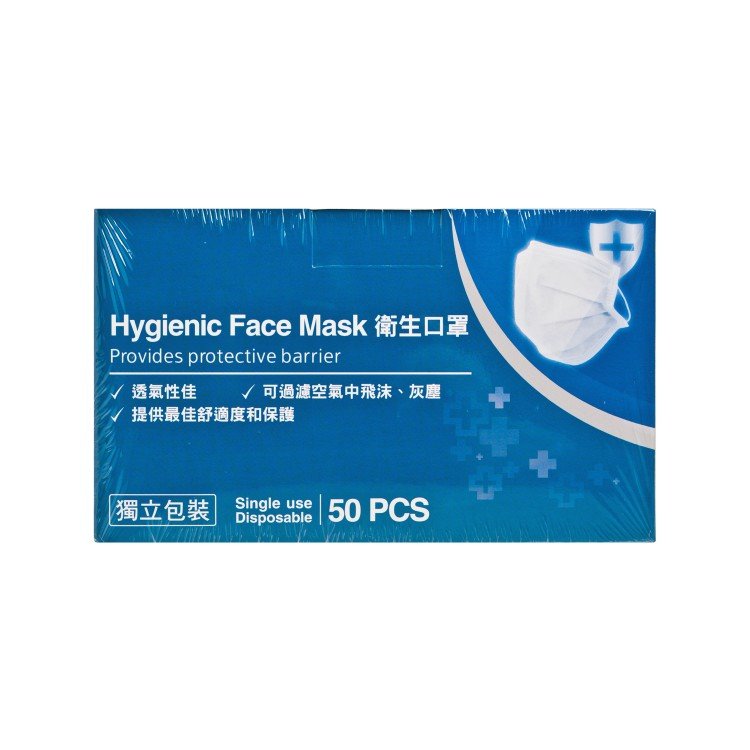 Hygienic Face Mask 衛生口罩
Provides protective barrier
✓ 透氣性佳 ✓ 可過濾空氣中飛沫、灰塵
✓ 提供最佳舒適度和保護
獨立包裝 Single use Disposable 50 PCS